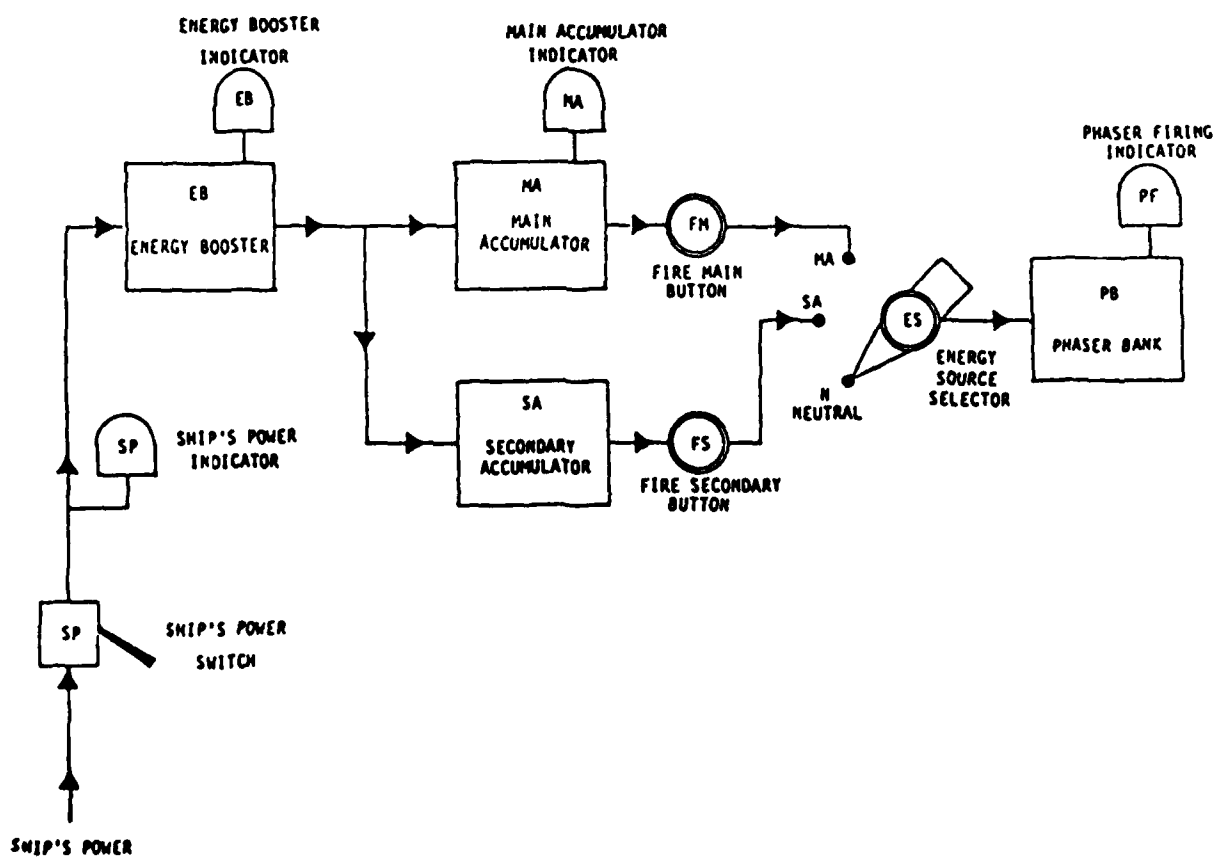 ENERGY BOOSTER
INDICATOR
EB
MAIN ACCUMULATOR
INDICATOR
MA
PHASER FIRING
INDICATOR
PF
EB
ENERGY BOOSTER
MA
MAIN
ACCUMULATOR
FM
FIRE MAIN
BUTTON
MA
SA
ES
ENERGY
SOURCE
SELECTOR
N
NEUTRAL
PB
PHASER BANK
SA
SECONDARY
ACCUMULATOR
FS
FIRE SECONDARY
BUTTON
SP
SHIP'S POWER
INDICATOR
SP
SHIP'S POWER
SWITCH
SHIP'S POWER